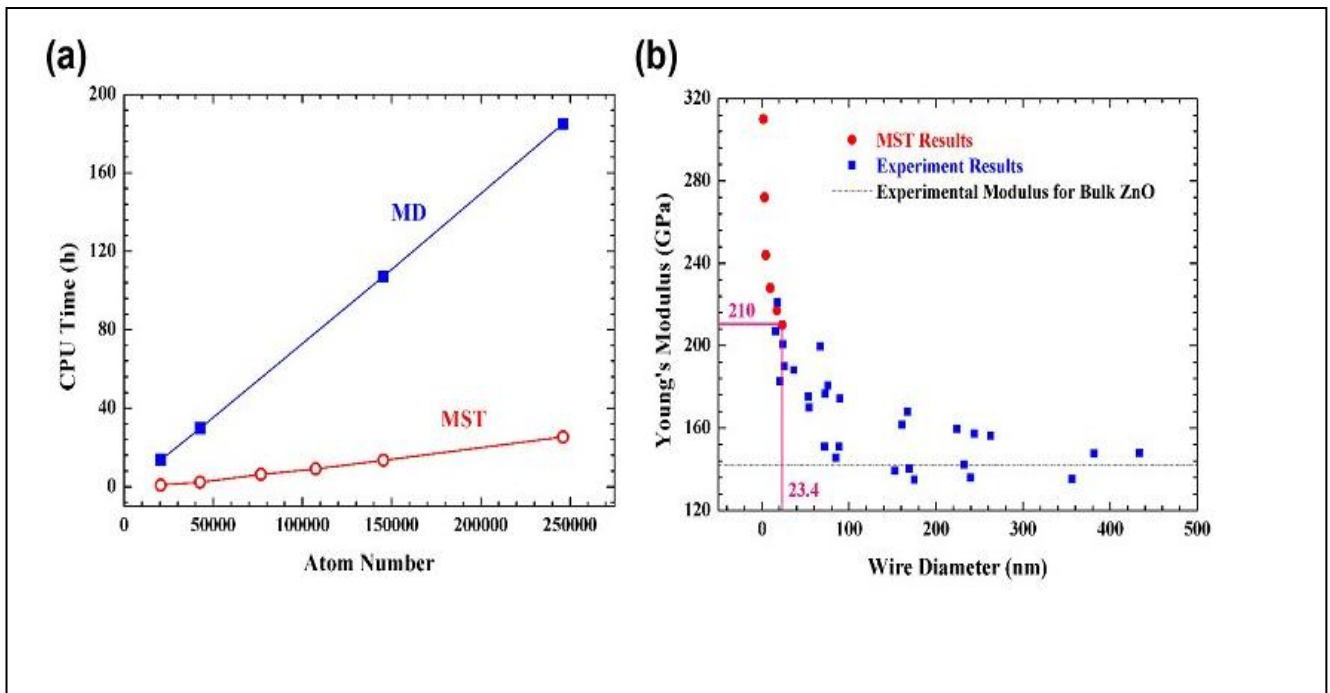 (a)
200
160
120
80
40
0
CPU Time (h)
MD
MST
0 50000 100000 150000 200000 250000
Atom Number
(b)
320
280
240
200
160
120
Young's Modulus (GPa)
MST Results
Experiment Results
Experimental Modulus for Bulk ZnO
210
23.4
0 100 200 300 400 500
Wire Diameter (nm)